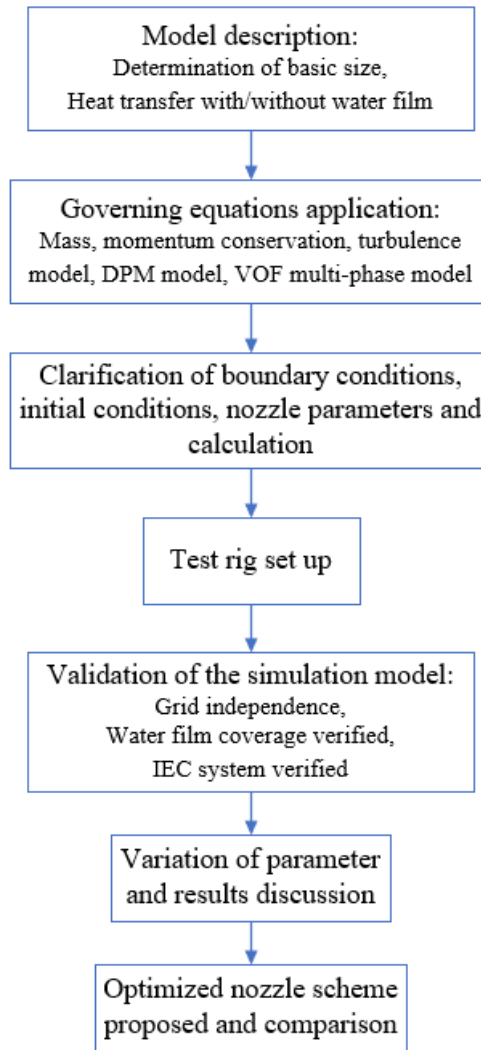 Model description:
Determination of basic size,
Heat transfer with/without water film
Governing equations application:
Mass, momentum conservation, turbulence
model, DPM model, VOF multi-phase model
Clarification of boundary conditions,
initial conditions, nozzle parameters and
calculation
Test rig set up
Validation of the simulation model:
Grid independence,
Water film coverage verified,
IEC system verified
Variation of parameter
and results discussion
Optimized nozzle scheme
proposed and comparison